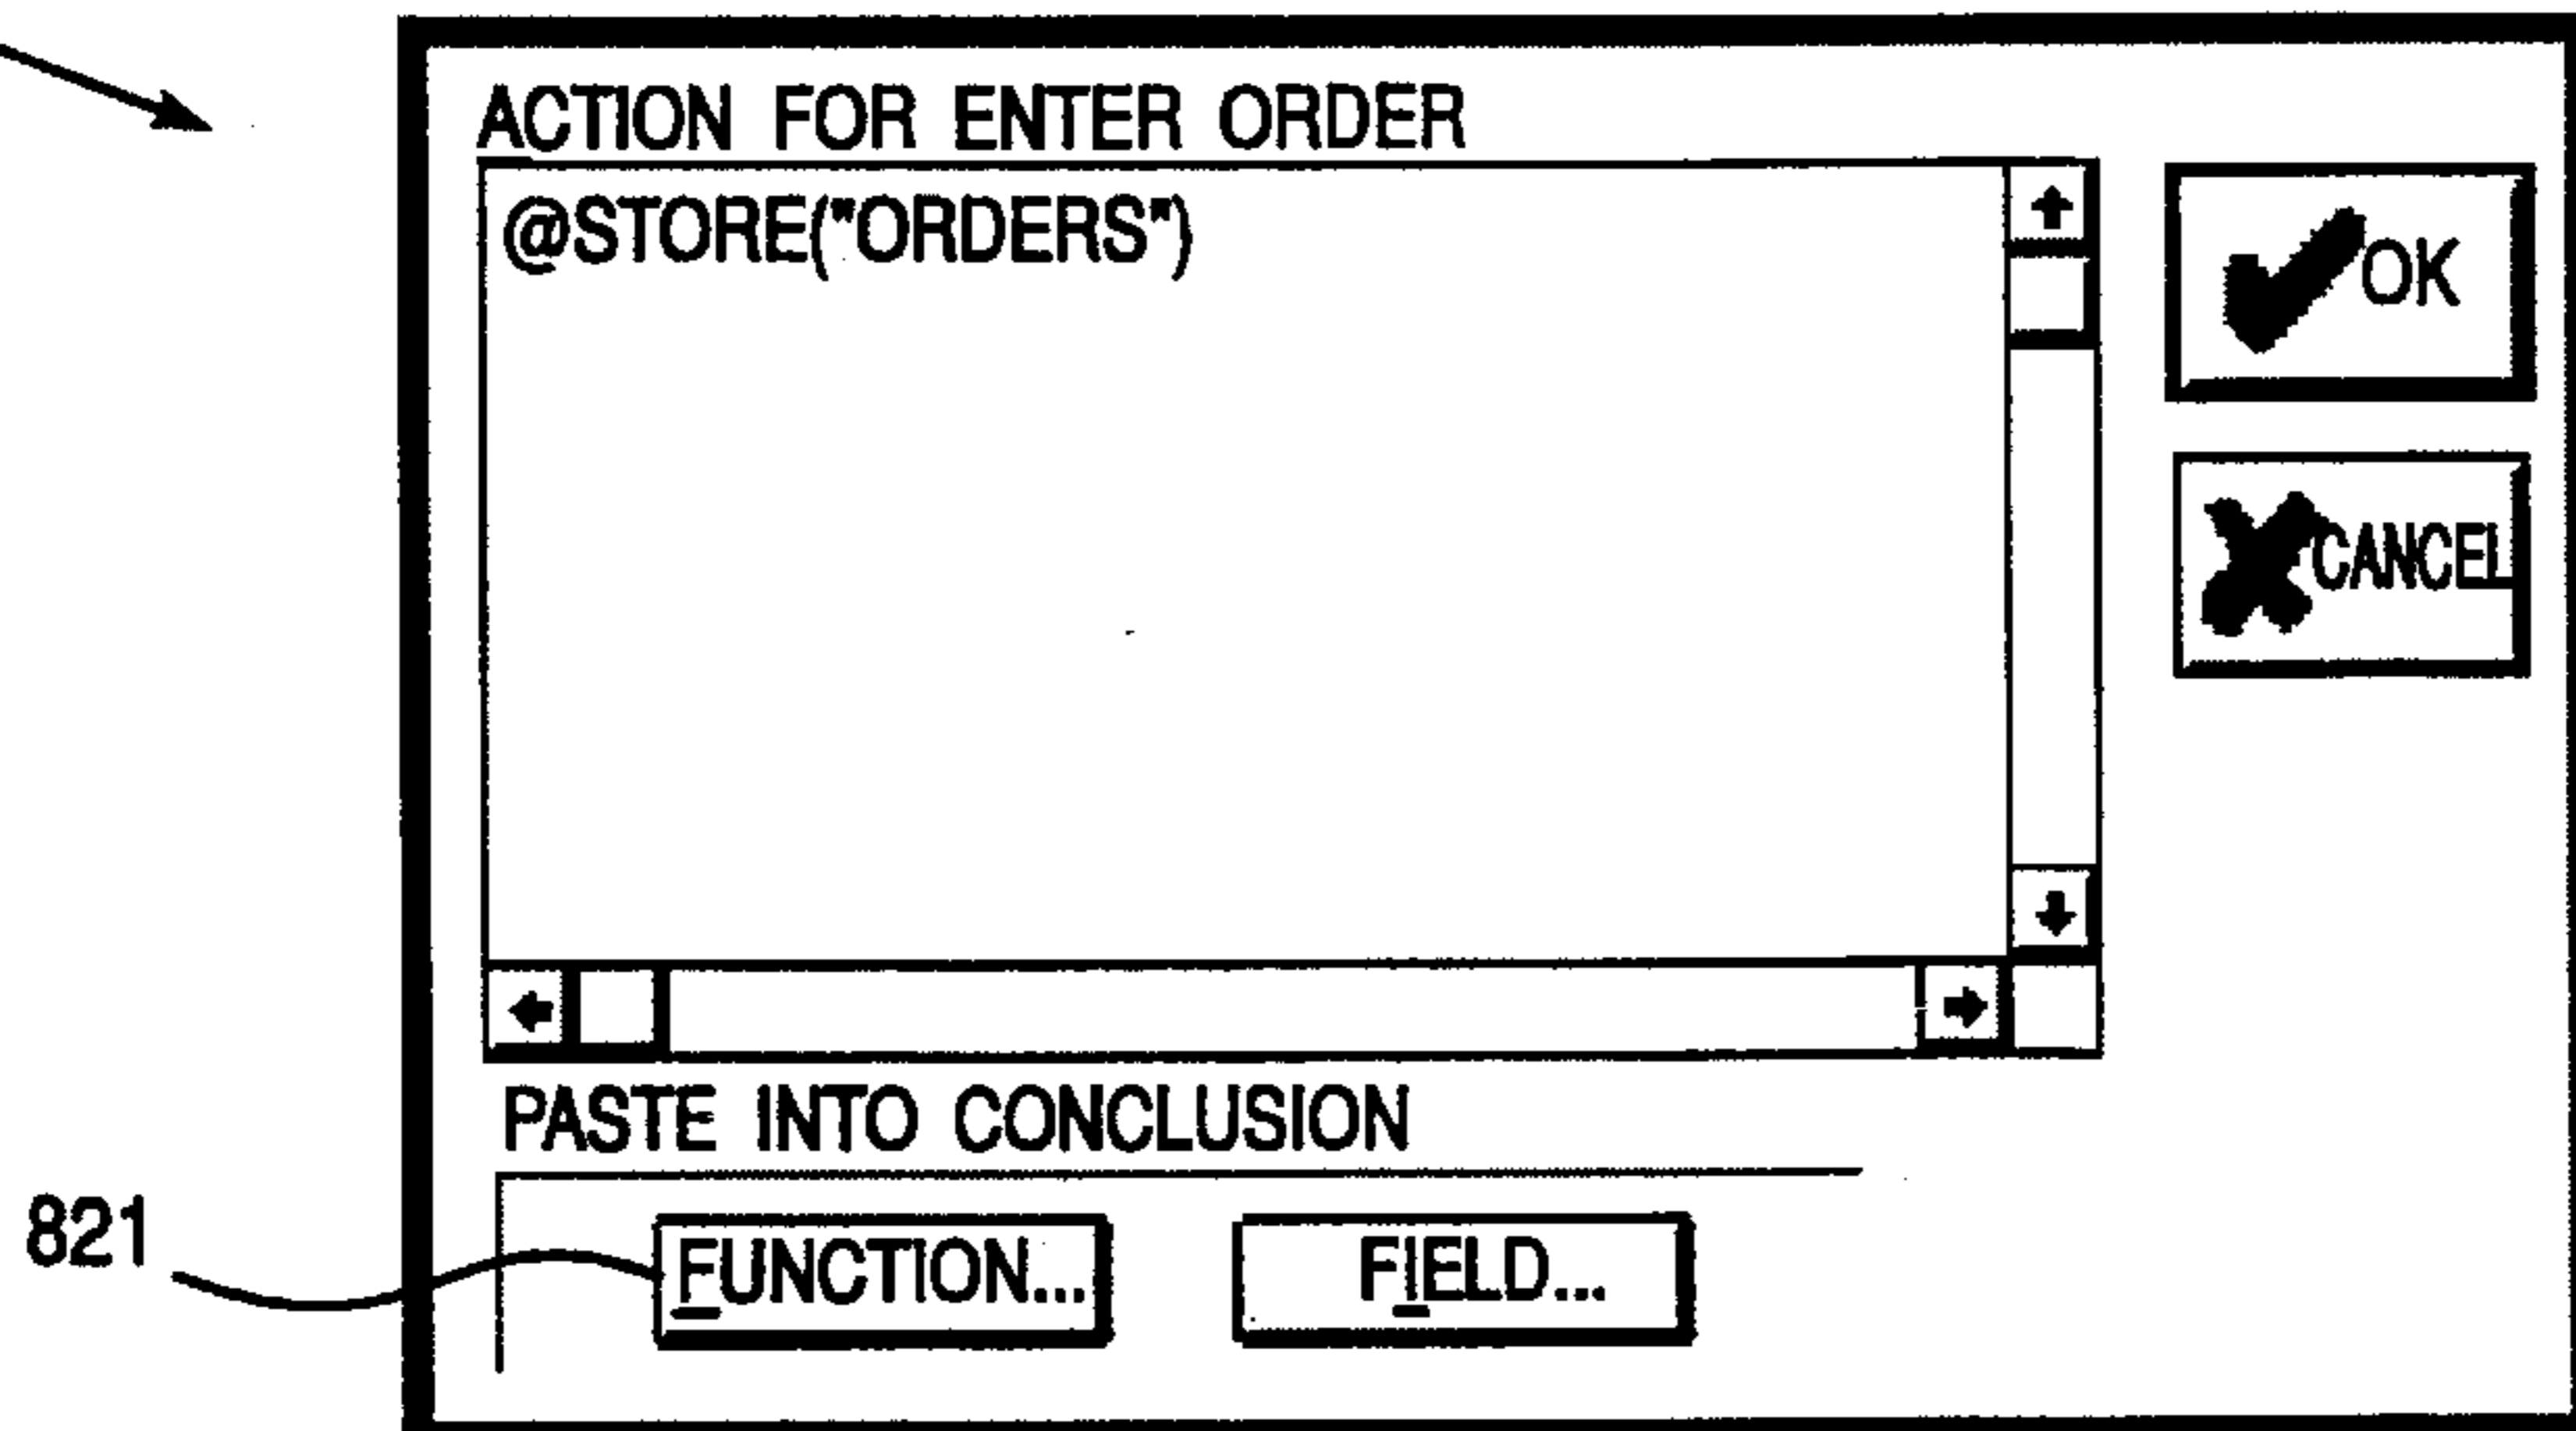 ACTION FOR ENTER ORDER
@STORE("ORDERS")
OK
CANCEL
PASTE INTO CONCLUSION
821
FUNCTION...
FIELD...